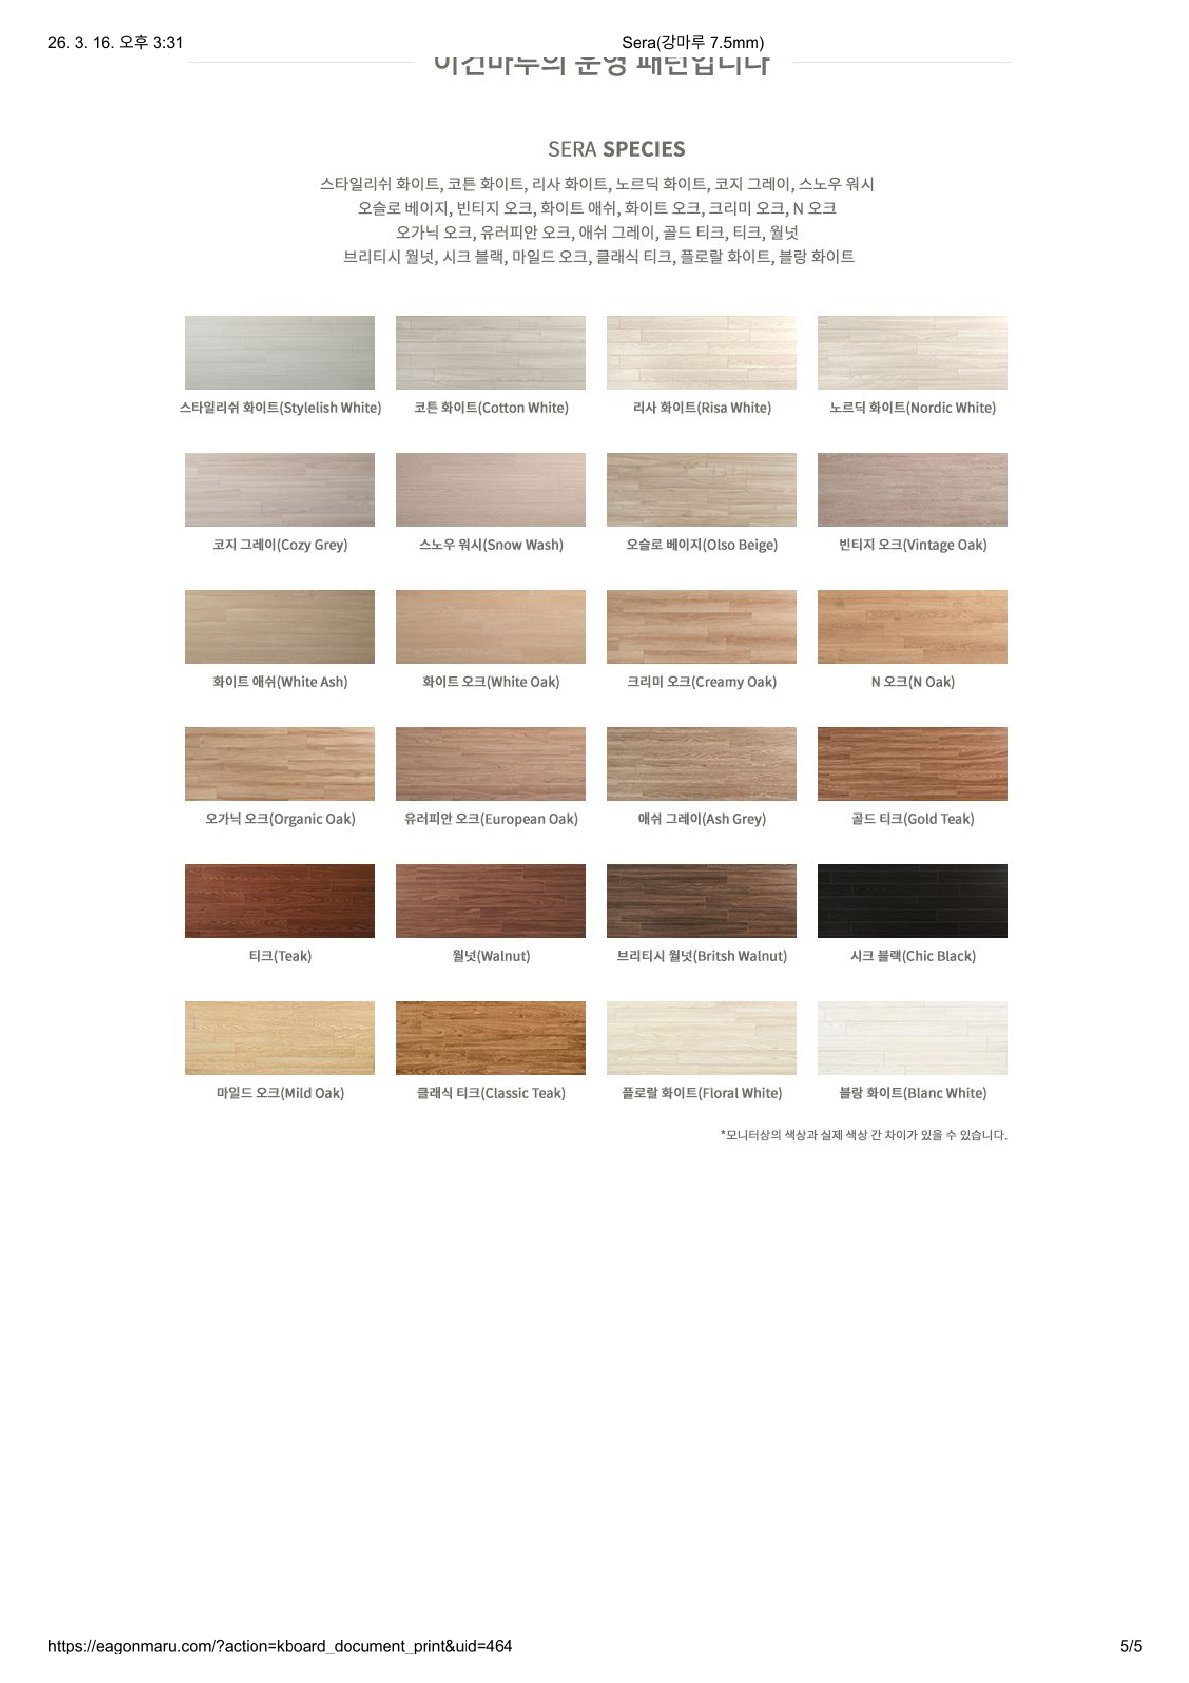 26. 3. 16. 오후 3:31
Sera(강마루 7.5mm)
이건마루의 운영 패턴입니다
SERA SPECIES
스타일리쉬 화이트, 코튼 화이트, 리사 화이트, 노르딕 화이트, 코지 그레이, 스노우 워시
오슬로 베이지, 빈티지 오크, 화이트 애쉬, 화이트 오크, 크리미 오크, N 오크
오가닉 오크, 유러피안 오크, 애쉬 그레이, 골드 티크, 티크, 월넛
브리티시 월넛, 시크 블랙, 마일드 오크, 클래식 티크, 플로랄 화이트, 블랑 화이트
스타일리쉬 화이트(Stylelish White)
코튼 화이트(Cotton White)
리사 화이트(Risa White)
노르딕 화이트(Nordic White)
코지 그레이(Cozy Grey)
스노우 워시(Snow Wash)
오슬로 베이지(Olso Beige)
빈티지 오크(Vintage Oak)
화이트 애쉬(White Ash)
화이트 오크(White Oak)
크리미 오크(Creamy Oak)
N 오크(N Oak)
오가닉 오크(Organic Oak)
유러피안 오크(European Oak)
애쉬 그레이(Ash Grey)
골드 티크(Gold Teak)
티크(Teak)
월넛(Walnut)
브리티시 월넛(Britsh Walnut)
시크 블랙(Chic Black)
마일드 오크(Mild Oak)
클래식 티크(Classic Teak)
플로랄 화이트(Floral White)
블랑 화이트(Blanc White)
*모니터상의 색상과 실제 색상 간 차이가 있을 수 있습니다.
https://eagonmaru.com/?action=kboard_document_print&uid=464
5/5